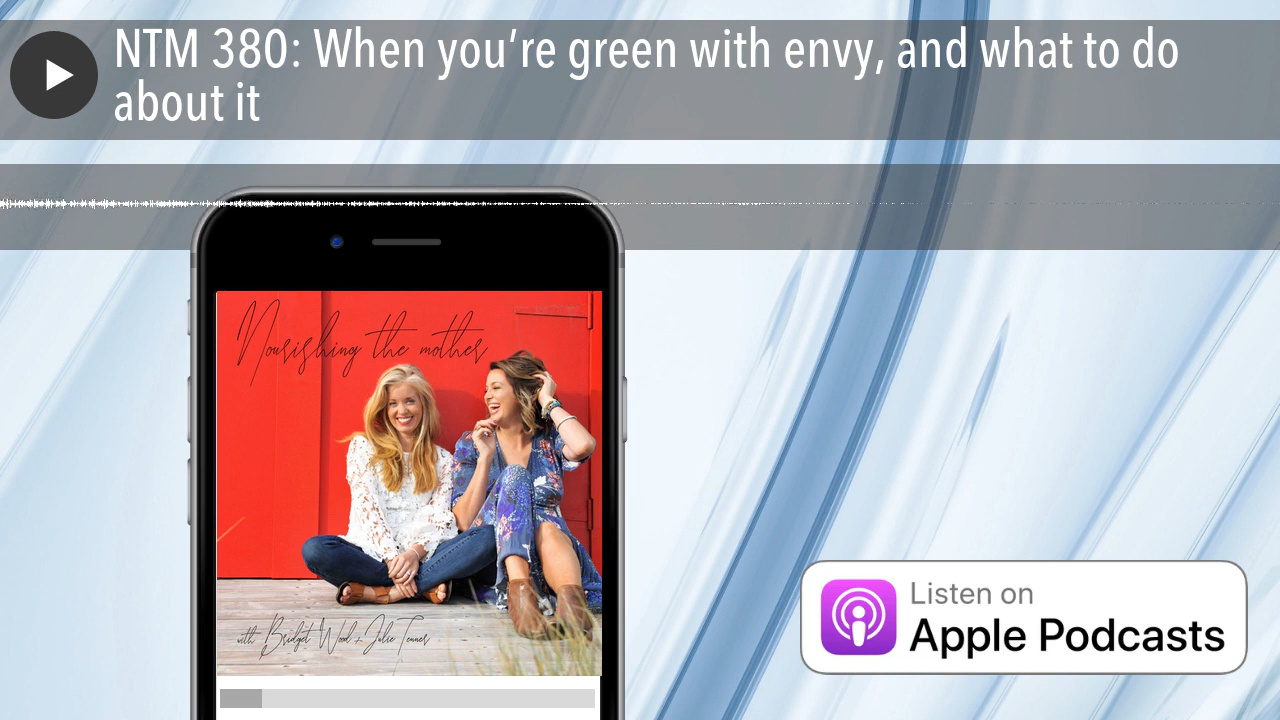 NTM 380: When you’re green with envy, and what to do
about it
Nourishing the mother
with Bridget Wood + Julie Tenner
Listen on
Apple Podcasts